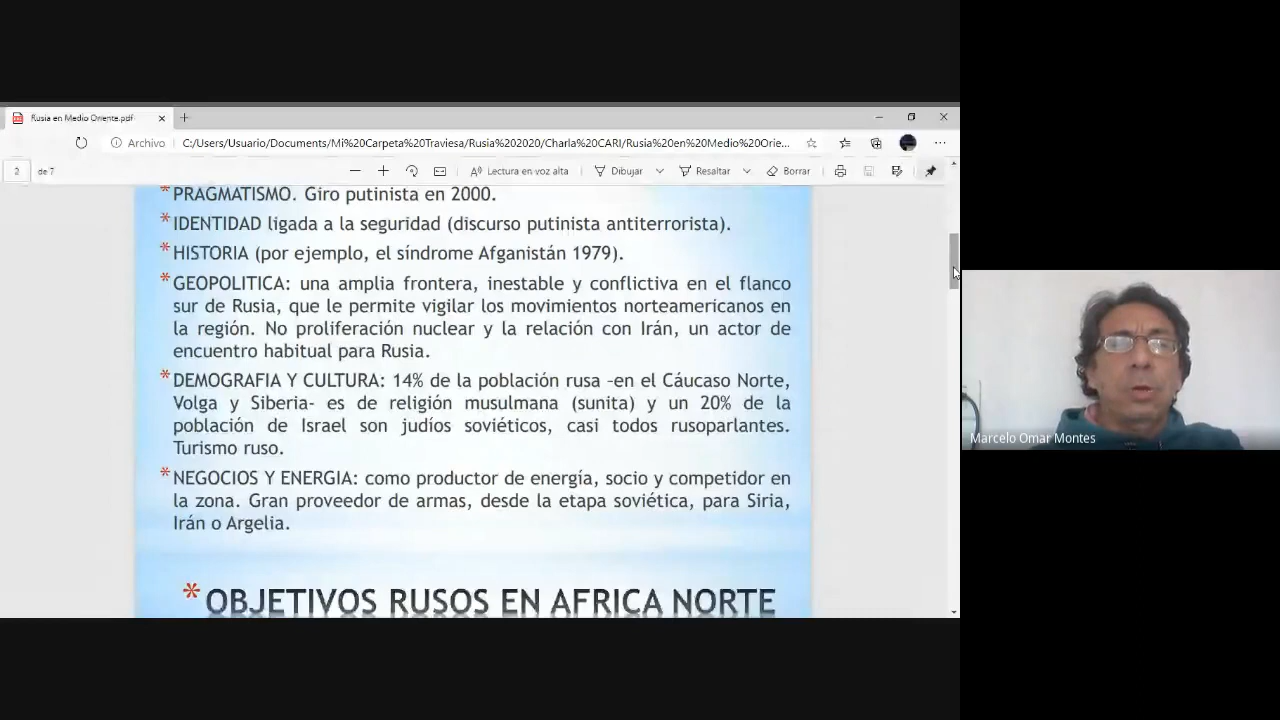 Rusia en Medio Oriente.pdf
Archivo
C:/Users/Usuario/Documents/Mi%20Carpeta%20Traviesa/Rusia%202020/Charla%20CARI/Rusia%20en%20Medio%20Orie...
2 de 7
Lectura en voz alta
Dibujar
Resaltar
Borrar
* PRAGMATISMO. Giro putinista en 2000.
* IDENTIDAD ligada a la seguridad (discurso putinista antiterrorista).
* HISTORIA (por ejemplo, el síndrome Afganistán 1979).
* GEOPOLITICA: una amplia frontera, inestable y conflictiva en el flanco
sur de Rusia, que le permite vigilar los movimientos norteamericanos en
la región. No proliferación nuclear y la relación con Irán, un actor de
encuentro habitual para Rusia.
* DEMOGRAFIA Y CULTURA: 14% de la población rusa –en el Cáucaso Norte,
Volga y Siberia- es de religión musulmana (sunita) y un 20% de la
población de Israel son judíos soviéticos, casi todos rusoparlantes.
Turismo ruso.
* NEGOCIOS Y ENERGIA: como productor de energía, socio y competidor en
la zona. Gran proveedor de armas, desde la etapa soviética, para Siria,
Irán o Argelia.
* OBJETIVOS RUSOS EN AFRICA NORTE
Marcelo Omar Montes